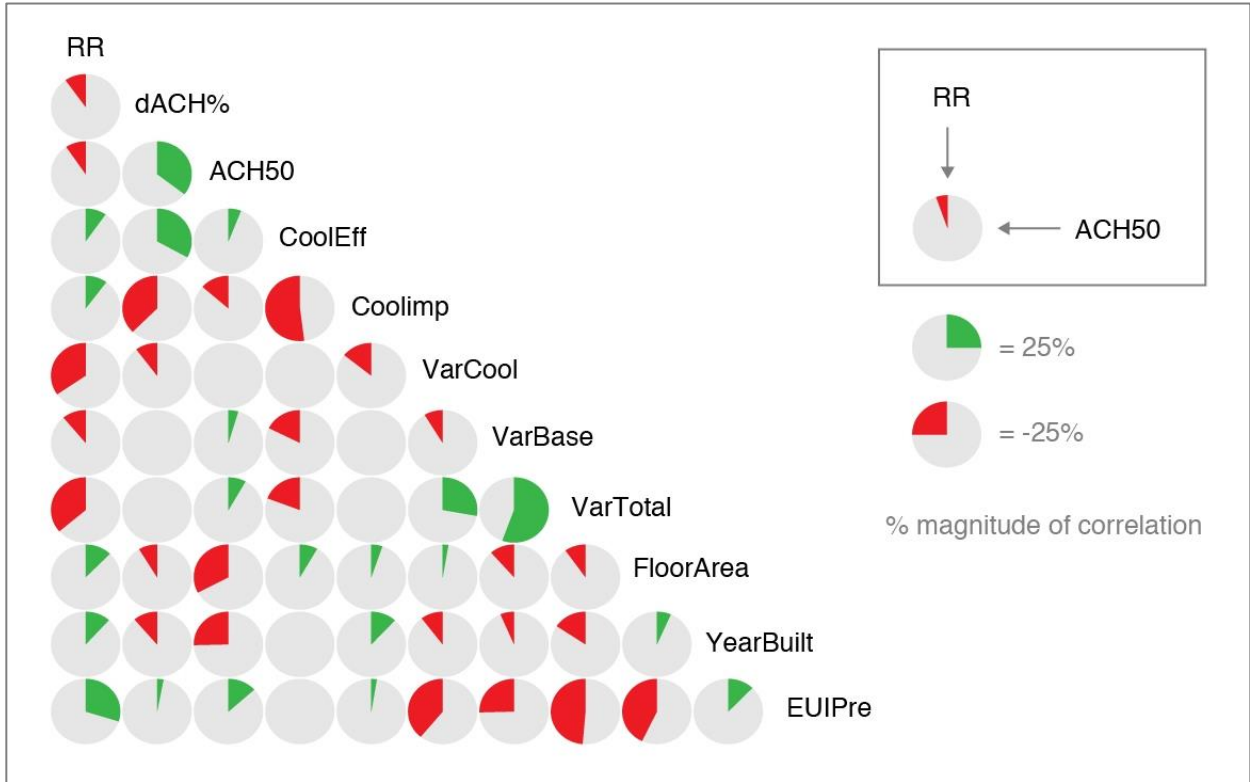 RR
dACH%
ACH50
CoolEff
Coolimp
VarCool
VarBase
VarTotal
FloorArea
YearBuilt
EUIPre
RR
ACH50
= 25%
= -25%
% magnitude of correlation